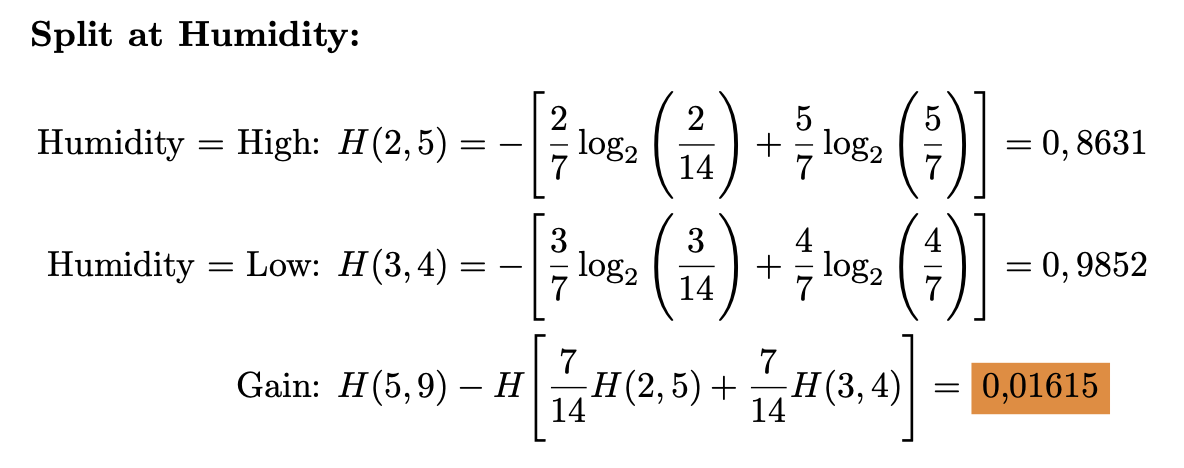 Split at Humidity:
Humidity = High: H(2,5) = −[2/7 log₂(2/14) + 5/7 log₂(5/7)] = 0,8631
Humidity = Low: H(3,4) = −[3/7 log₂(3/14) + 4/7 log₂(4/7)] = 0,9852
Gain: H(5,9) − H[7/14 H(2,5) + 7/14 H(3,4)] = 0,01615